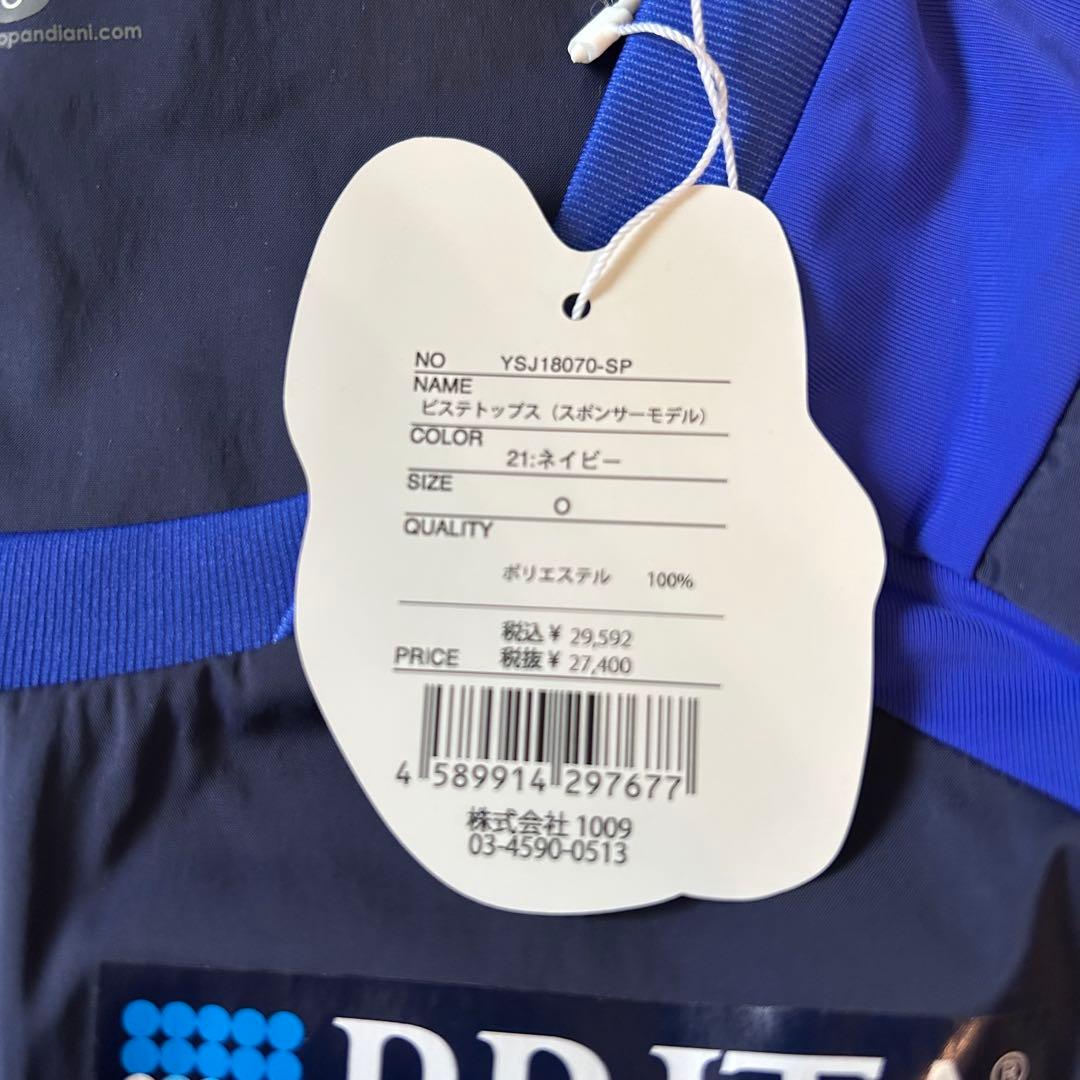 opandiani.com
NO YSJ18070-SP
NAME
ピステトップス（スポンサーモデル）
COLOR
21:ネイビー
SIZE
O
QUALITY
ポリエステル 100%
税込¥ 29,592
PRICE 税抜¥ 27,400
4 589914 297677
株式会社 1009
03-4590-0513
BRITA®